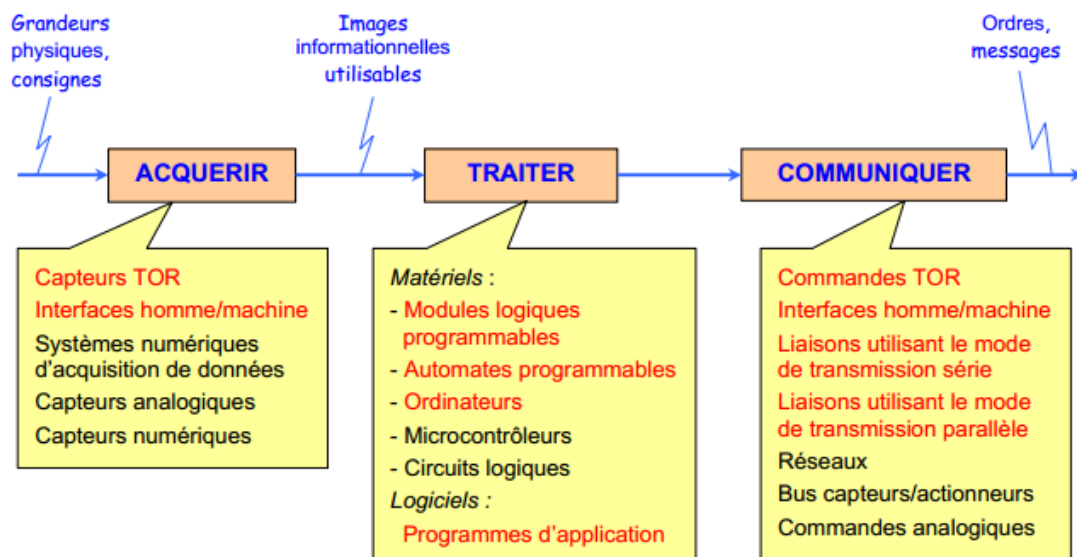 Grandeurs
physiques,
consignes
Images
informationnelles
utilisables
Ordres,
messages
ACQUERIR
TRAITER
COMMUNIQUER
Capteurs TOR
Interfaces homme/machine
Systèmes numériques
d'acquisition de données
Capteurs analogiques
Capteurs numériques
Matériels :
- Modules logiques
programmables
- Automates programmables
- Ordinateurs
- Microcontrôleurs
- Circuits logiques
Logiciels :
Programmes d'application
Commandes TOR
Interfaces homme/machine
Liaisons utilisant le mode
de transmission série
Liaisons utilisant le mode
de transmission parallèle
Réseaux
Bus capteurs/actionneurs
Commandes analogiques